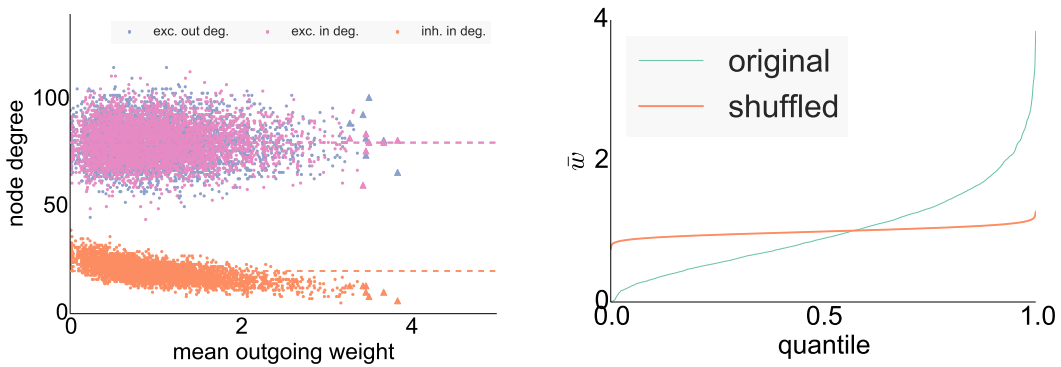 exc. out deg. exc. in deg. inh. in deg.
100
50
0
node degree
0 2 4
mean outgoing weight
4
2
0
w̄
original
shuffled
0.0 0.5 1.0
quantile